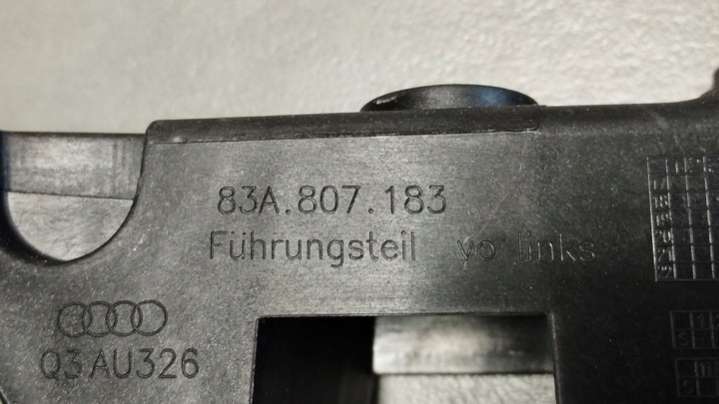 83A.807.183
Führungsteil vo links
Q3 AU326